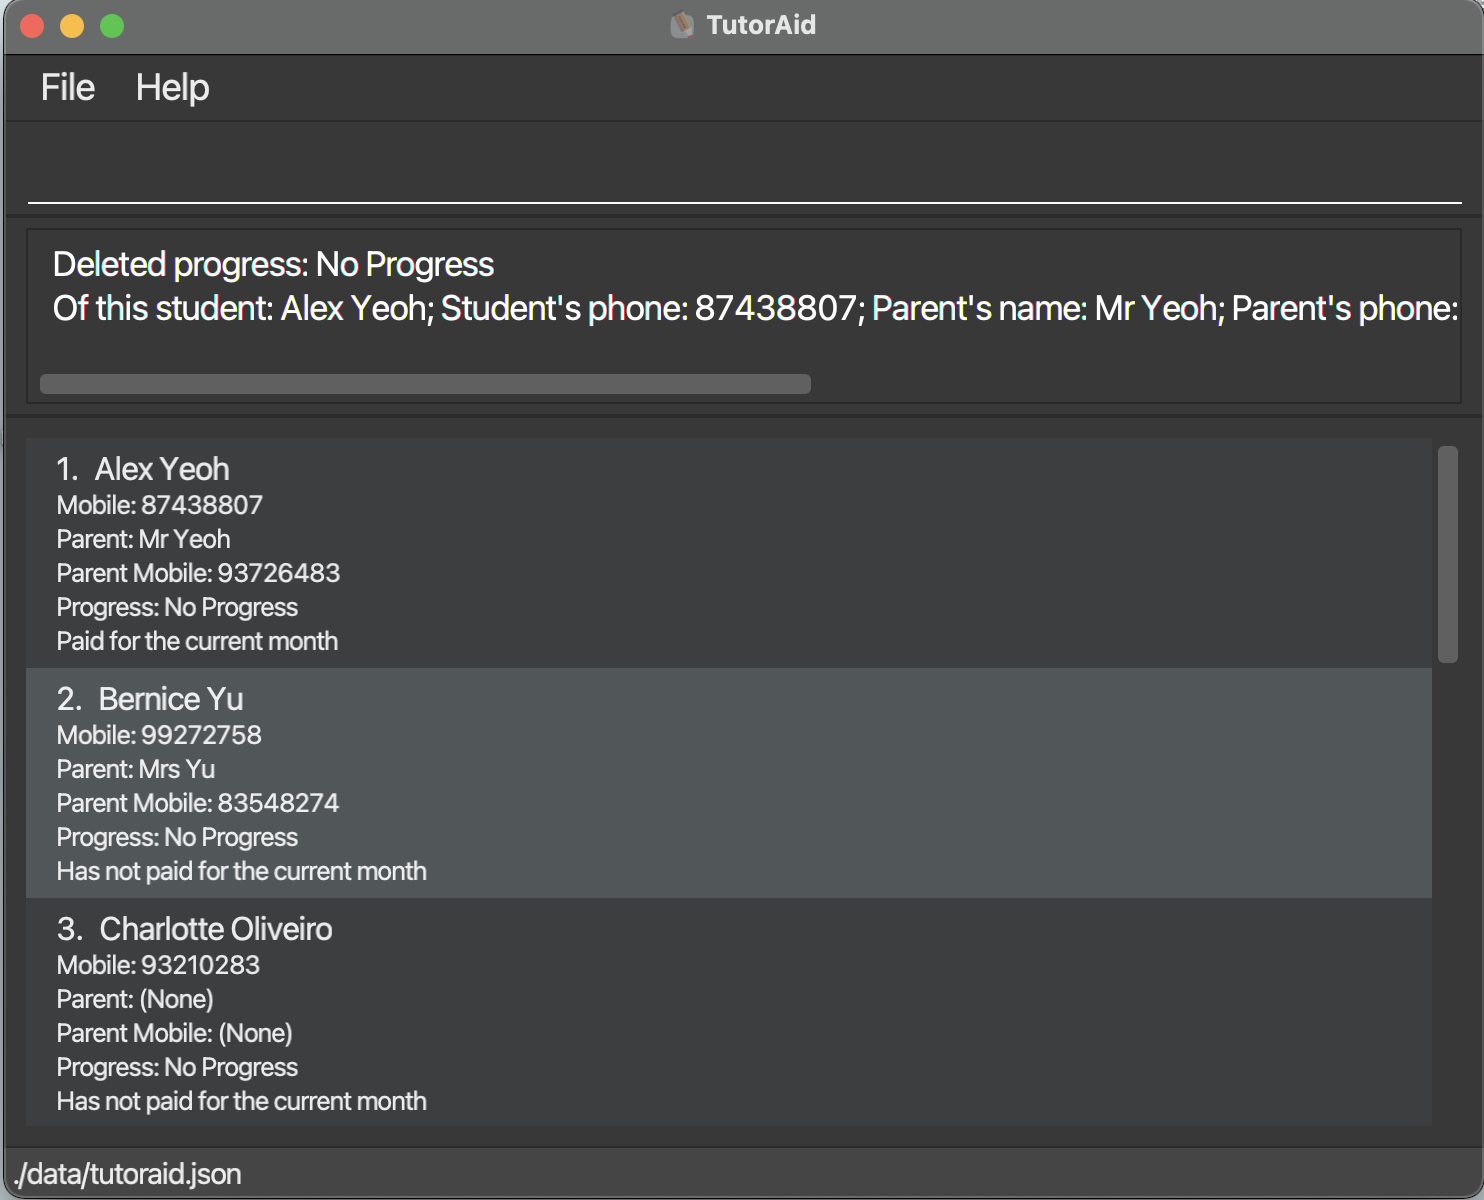 TutorAid
File Help
Deleted progress: No Progress
Of this student: Alex Yeoh; Student's phone: 87438807; Parent's name: Mr Yeoh; Parent's phone:
1. Alex Yeoh
Mobile: 87438807
Parent: Mr Yeoh
Parent Mobile: 93726483
Progress: No Progress
Paid for the current month
2. Bernice Yu
Mobile: 99272758
Parent: Mrs Yu
Parent Mobile: 83548274
Progress: No Progress
Has not paid for the current month
3. Charlotte Oliveiro
Mobile: 93210283
Parent: (None)
Parent Mobile: (None)
Progress: No Progress
Has not paid for the current month
./data/tutoraid.json